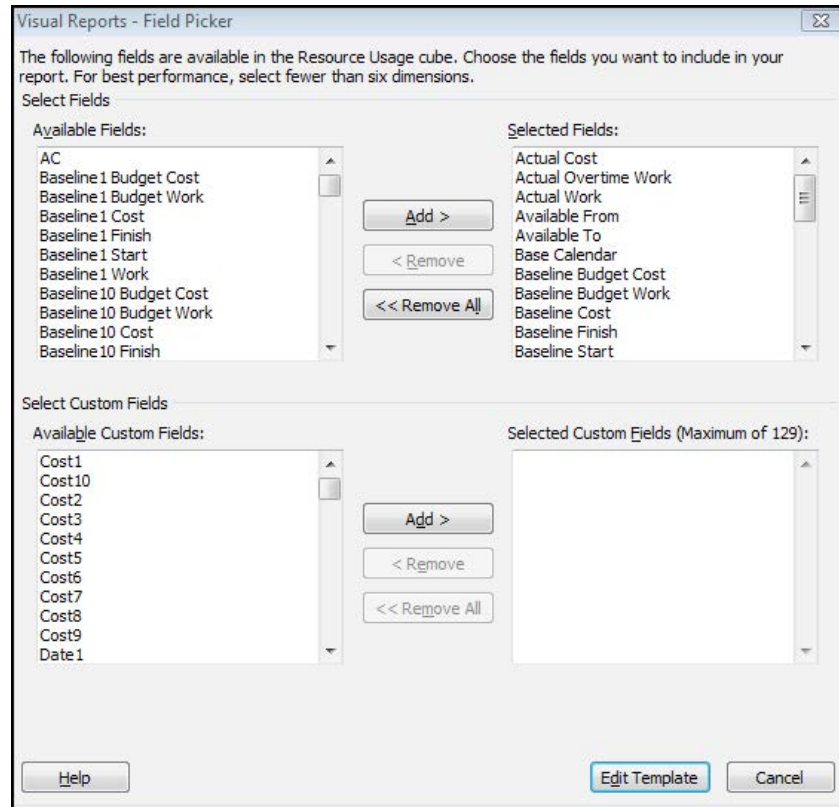 Visual Reports - Field Picker
The following fields are available in the Resource Usage cube. Choose the fields you want to include in your
report. For best performance, select fewer than six dimensions.
Select Fields
Available Fields:
AC
Baseline1 Budget Cost
Baseline1 Budget Work
Baseline1 Cost
Baseline1 Finish
Baseline1 Start
Baseline1 Work
Baseline10 Budget Cost
Baseline10 Budget Work
Baseline10 Cost
Baseline10 Finish
Add >
< Remove
<< Remove All
Selected Fields:
Actual Cost
Actual Overtime Work
Actual Work
Available From
Available To
Base Calendar
Baseline Budget Cost
Baseline Budget Work
Baseline Cost
Baseline Finish
Baseline Start
Select Custom Fields
Available Custom Fields:
Cost1
Cost10
Cost2
Cost3
Cost4
Cost5
Cost6
Cost7
Cost8
Cost9
Date1
Add >
< Remove
<< Remove All
Selected Custom Fields (Maximum of 129):
Help
Edit Template
Cancel